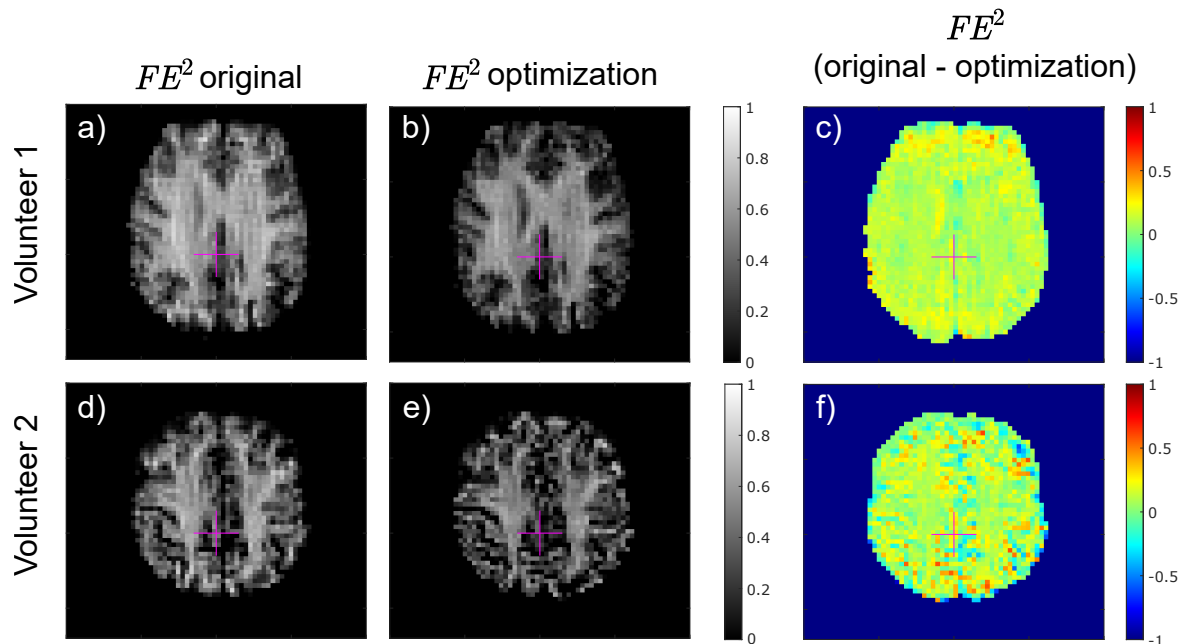 FE² original
FE² optimization
FE²
(original - optimization)
Volunteer 1
a)
b)
1
0.8
0.6
0.4
0.2
0
c)
1
0.5
0
-0.5
-1
Volunteer 2
d)
e)
1
0.8
0.6
0.4
0.2
0
f)
1
0.5
0
-0.5
-1